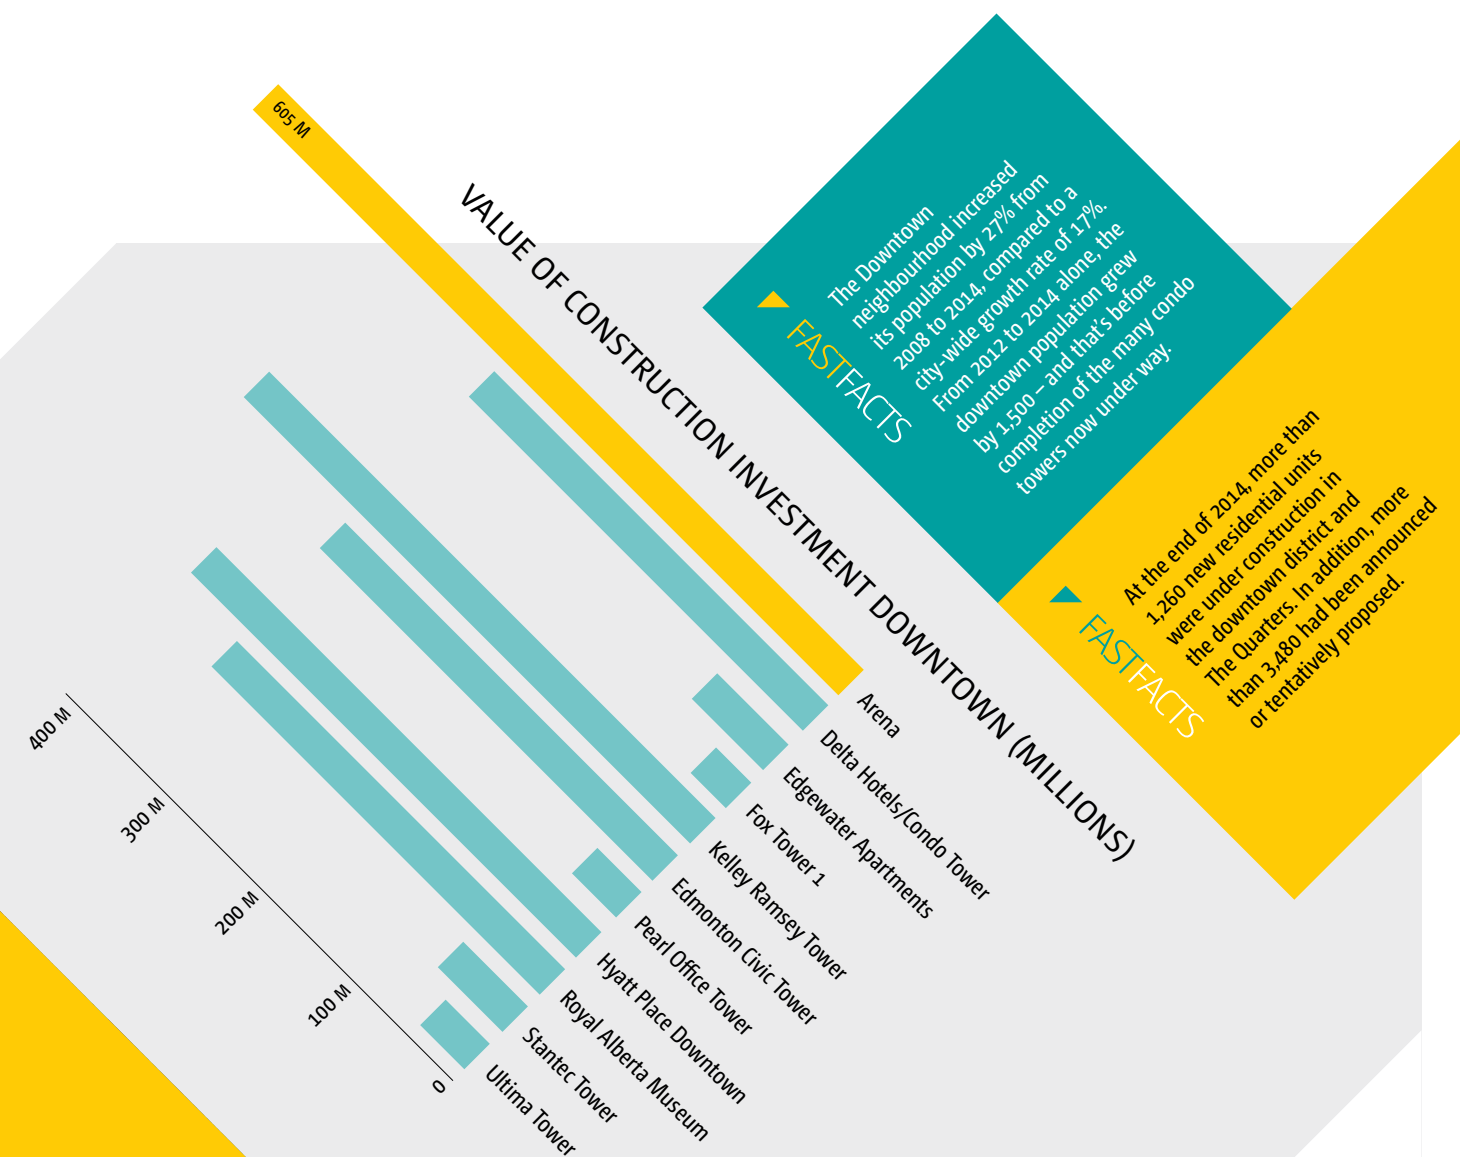 VALUE OF CONSTRUCTION INVESTMENT DOWNTOWN (MILLIONS)
605 M
Arena
Delta Hotels/Condo Tower
Edgewater Apartments
Fox Tower 1
Kelley Ramsey Tower
Edmonton Civic Tower
Pearl Office Tower
Hyatt Place Downtown
Royal Alberta Museum
Stantec Tower
Ultima Tower
400 M
300 M
200 M
100 M
0
FASTFACTS
The Downtown
neighbourhood increased
its population by 27% from
2008 to 2014, compared to a
city-wide growth rate of 17%.
From 2012 to 2014 alone, the
downtown population grew
by 1,500 – and that's before
completion of the many condo
towers now under way.
FASTFACTS
At the end of 2014, more than
1,260 new residential units
were under construction in
the downtown district and
The Quarters. In addition, more
than 3,480 had been announced
or tentatively proposed.